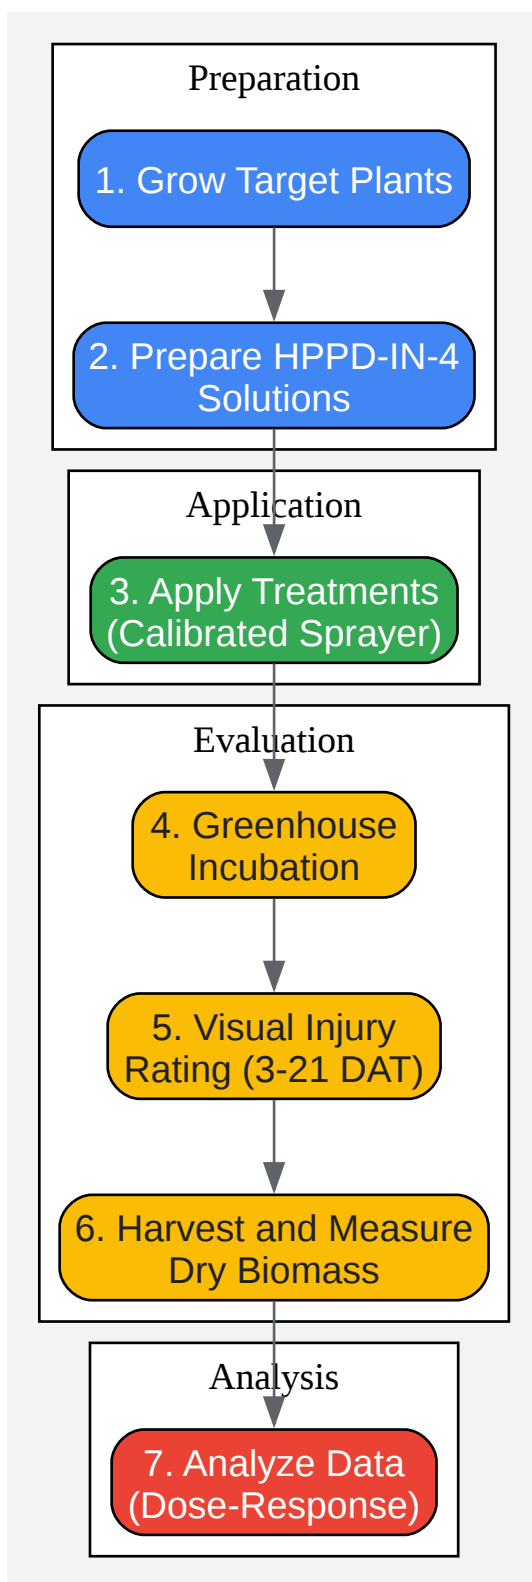 Preparation
1. Grow Target Plants
2. Prepare HPPD-IN-4
Solutions
Application
3. Apply Treatments
(Calibrated Sprayer)
Evaluation
4. Greenhouse
Incubation
5. Visual Injury
Rating (3-21 DAT)
6. Harvest and Measure
Dry Biomass
Analysis
7. Analyze Data
(Dose-Response)